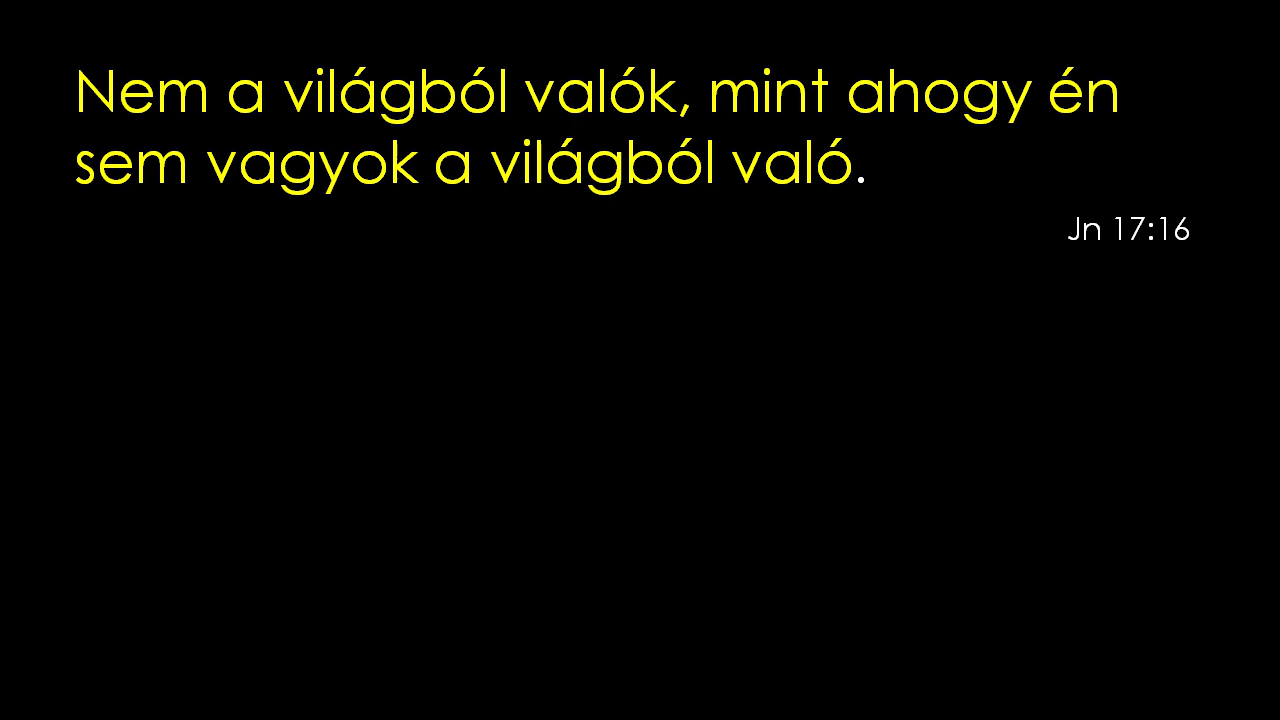 Nem a világból valók, mint ahogy én
sem vagyok a világból való.
Jn 17:16